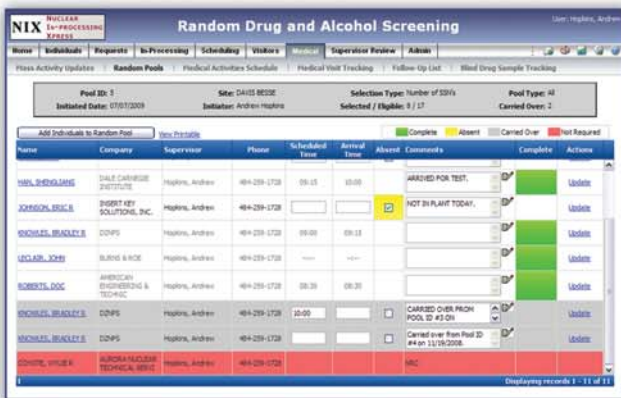 NIX NUCLEAR
IN-PROCESSING
XPRESS
Random Drug and Alcohol Screening
User: Hopkins, Andrew
Home Individuals Requests In-Processing Scheduling Visitors Medical Supervisor Review Admin
Mass Activity Updates Random Pools Medical Activities Schedule Medical Visit Tracking Follow-Up List Blind Drug Sample Tracking
Pool ID: 5 Site: DAVIS-BESSE Selection Type: Number of SSN's Pool Type: All
Initiated Date: 07/07/2009 Initiator: Andrew Hopkins Selected / Eligible: 8 / 17 Carried Over: 2
Add Individuals to Random Pool View Printable Complete Absent Carried Over Not Required
Name Company Supervisor Phone Scheduled Time Arrival Time Absent Comments Complete Actions
HAN, SHENGLIANG DALE CARNEGIE INSTITUTE Hopkins, Andrew 484-259-1728 09:15 10:00 ARRIVED FOR TEST. Update
JOHNSON, ERIC R INSERT KEY SOLUTIONS, INC. Hopkins, Andrew 484-259-1728 NOT IN PLANT TODAY. Update
KNOWLES, BRADLEY R DZNPS Hopkins, Andrew 484-259-1728 09:00 09:15 Update
LECLAIR, JOHN BURNS & ROE Hopkins, Andrew 484-259-1728 --:-- --:-- Update
ROBERTS, DOC AMERICAN ENGINEERING & TECHNIC Hopkins, Andrew 484-259-1728 08:30 08:35 Update
KNOWLES, BRADLEY R DZNPS Hopkins, Andrew 484-259-1728 10:00 CARRIED OVER FROM POOL ID #3 ON Update
KNOWLES, BRADLEY R DZNPS Hopkins, Andrew 484-259-1728 Carried over from Pool ID #4 on 11/19/2008. Update
WYLIE R AURORA NUCLEAR TECHNICAL SERVI Hopkins, Andrew 484-259-1728 NRC
1 Displaying records 1 - 11 of 11